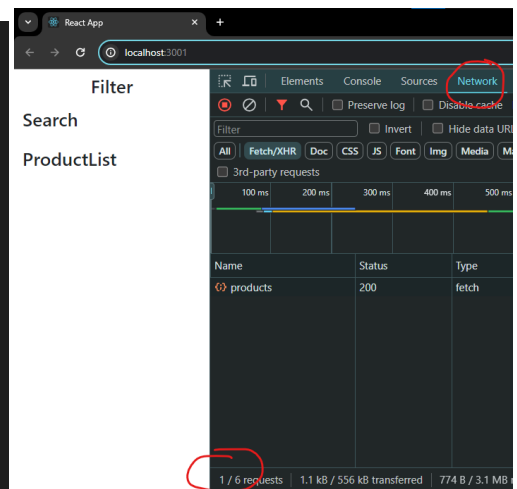 React App
localhost:3001
Filter
Search
ProductList
Elements Console Sources Network
Preserve log Disable cache
Filter Invert Hide data URL
All Fetch/XHR Doc CSS JS Font Img Media
3rd-party requests
100 ms 200 ms 300 ms 400 ms 500 ms
Name Status Type
products 200 fetch
1 / 6 requests 1.1 kB / 556 kB transferred 774 B / 3.1 MB